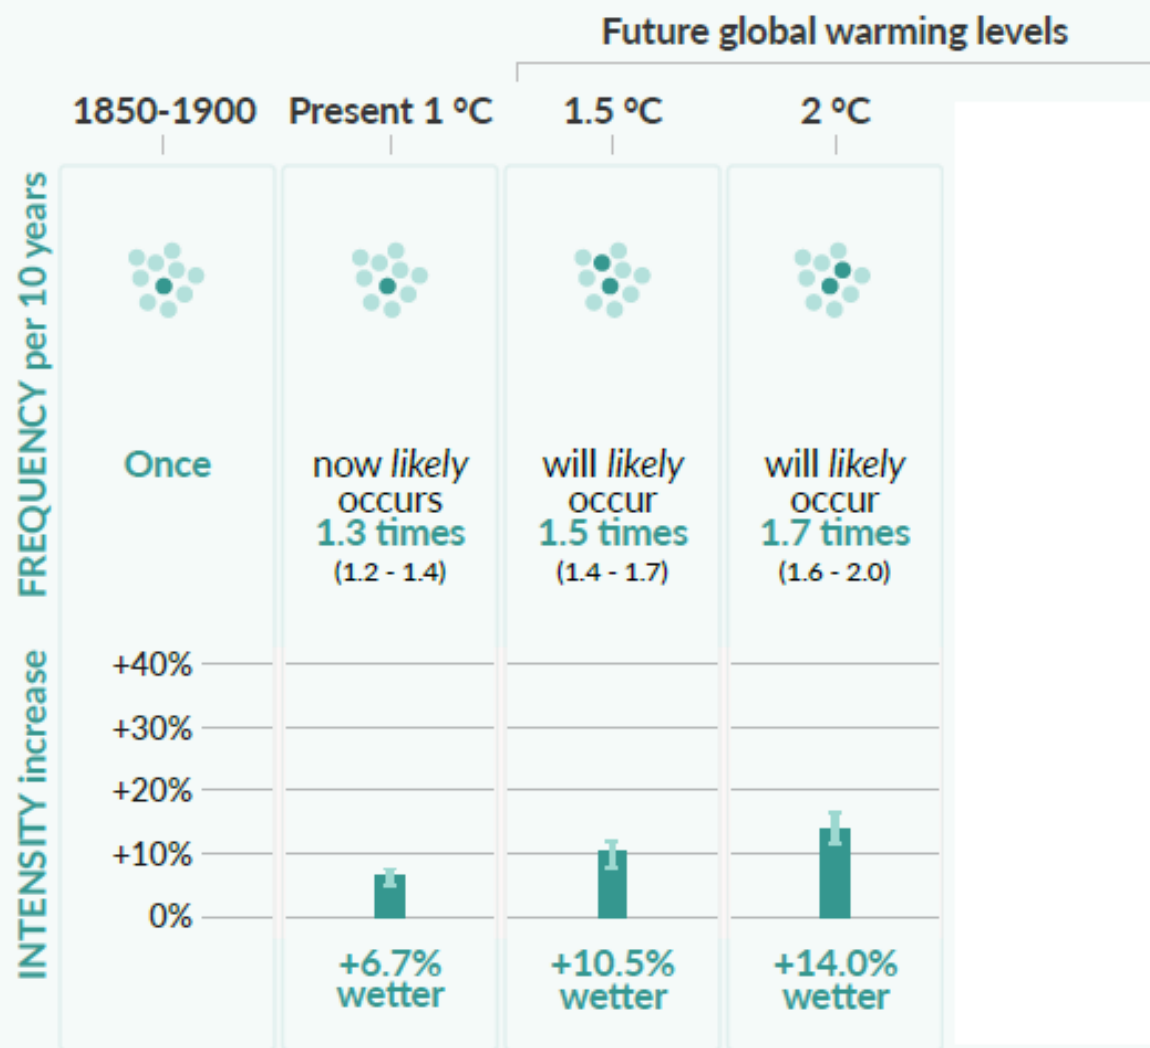 Future global warming levels
1850-1900
Present 1 °C
1.5 °C
2 °C
FREQUENCY per 10 years
Once
now likely
occurs
1.3 times
(1.2 - 1.4)
will likely
occur
1.5 times
(1.4 - 1.7)
will likely
occur
1.7 times
(1.6 - 2.0)
INTENSITY increase
+40%
+30%
+20%
+10%
0%
+6.7%
wetter
+10.5%
wetter
+14.0%
wetter